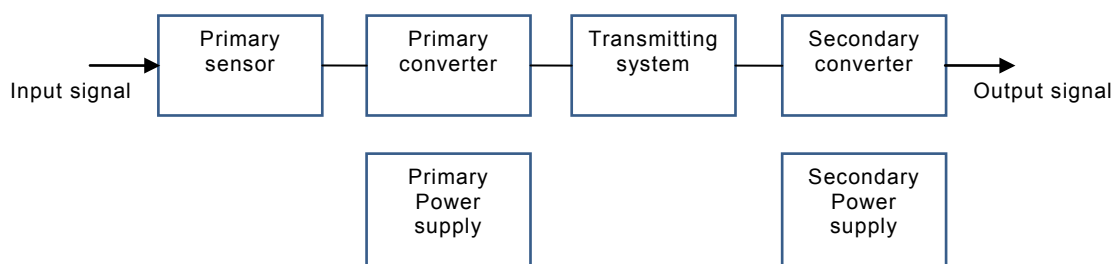 Primary
sensor
Primary
converter
Transmitting
system
Secondary
converter
Input signal
Output signal
Primary
Power
supply
Secondary
Power
supply